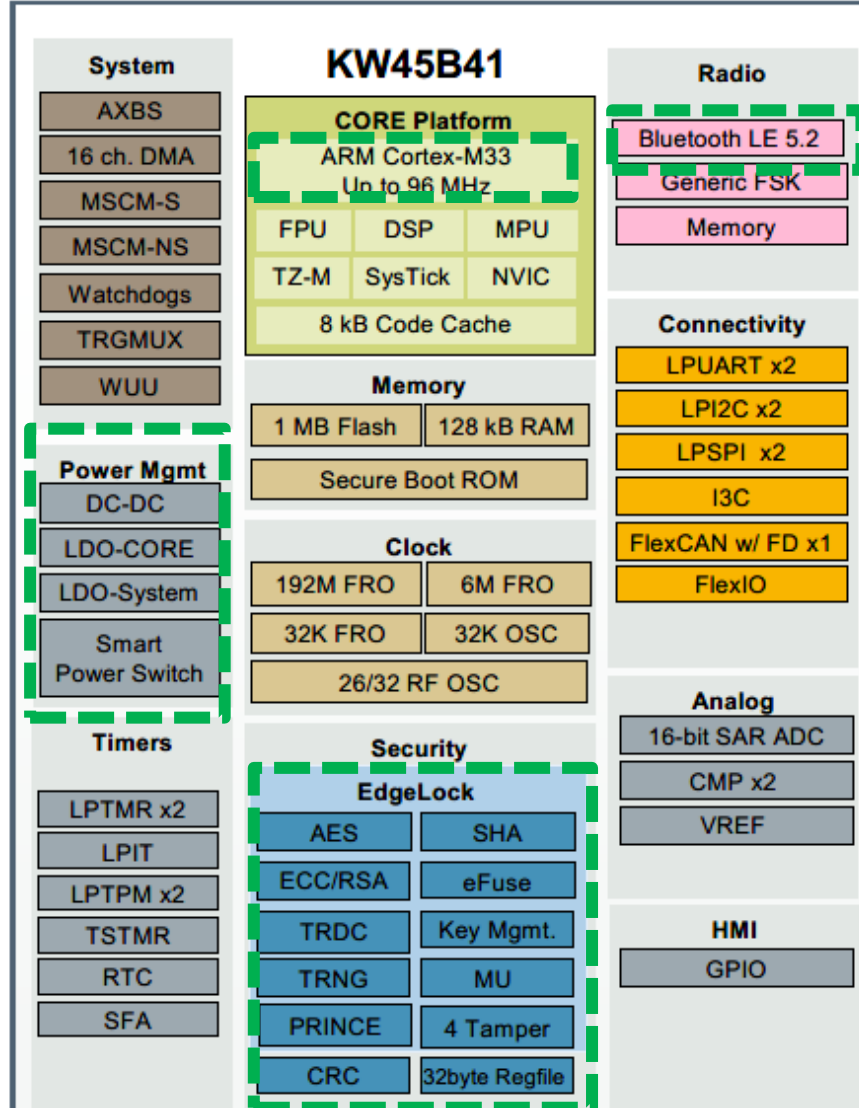 KW45B41
System
AXBS
16 ch. DMA
MSCM-S
MSCM-NS
Watchdogs
TRGMUX
WUU
Power Mgmt
DC-DC
LDO-CORE
LDO-System
Smart
Power Switch
Timers
LPTMR x2
LPIT
LPTPM x2
TSTMR
RTC
SFA
CORE Platform
ARM Cortex-M33
Up to 96 MHz
FPU
DSP
MPU
TZ-M
SysTick
NVIC
8 kB Code Cache
Memory
1 MB Flash
128 kB RAM
Secure Boot ROM
Clock
192M FRO
6M FRO
32K FRO
32K OSC
26/32 RF OSC
Security
EdgeLock
AES
SHA
ECC/RSA
eFuse
TRDC
Key Mgmt.
TRNG
MU
PRINCE
4 Tamper
CRC
32byte Regfile
Radio
Bluetooth LE 5.2
Generic FSK
Memory
Connectivity
LPUART x2
LPI2C x2
LPSPI x2
I3C
FlexCAN w/ FD x1
FlexIO
Analog
16-bit SAR ADC
CMP x2
VREF
HMI
GPIO